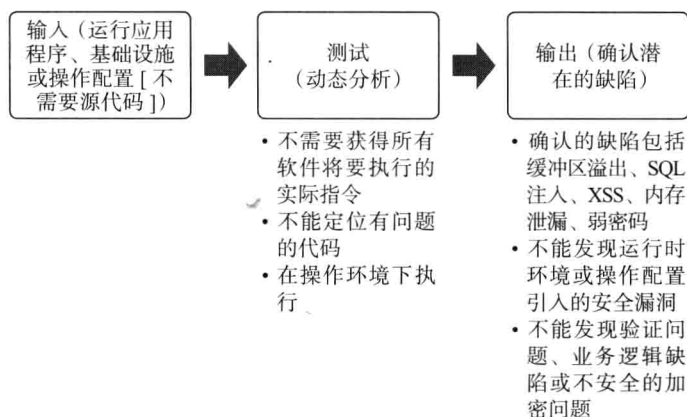 输入（运行应用
程序、基础设施
或操作配置 [ 不
需要源代码 ]）
测试
（动态分析）
输出（确认潜
在的缺陷）
• 不需要获得所有
软件将要执行的
实际指令
• 不能定位有问题
的代码
• 在操作环境下执
行
• 确认的缺陷包括
缓冲区溢出、SQL
注入、XSS、内存
泄漏、弱密码
• 不能发现运行时
环境或操作配置
引入的安全漏洞
• 不能发现验证问
题、业务逻辑缺
陷或不安全的加
密问题